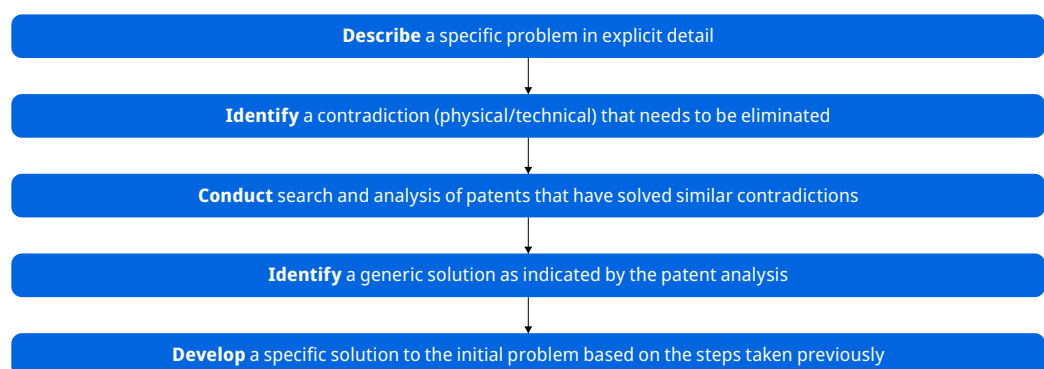 Describe a specific problem in explicit detail
Identify a contradiction (physical/technical) that needs to be eliminated
Conduct search and analysis of patents that have solved similar contradictions
Identify a generic solution as indicated by the patent analysis
Develop a specific solution to the initial problem based on the steps taken previously